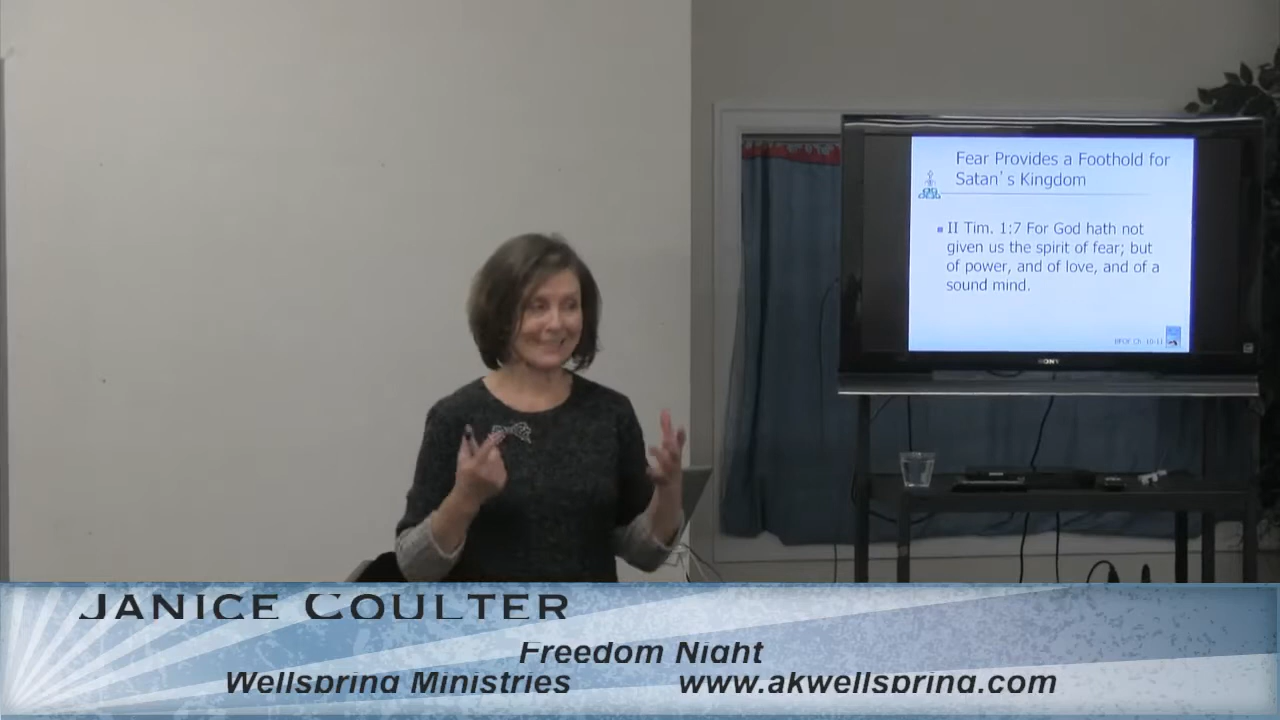 Fear Provides a Foothold for
Satan's Kingdom
II Tim. 1:7 For God hath not
given us the spirit of fear; but
of power, and of love, and of a
sound mind.
SONY
JANICE COULTER
Freedom Night
Wellspring Ministries www.akwellspring.com